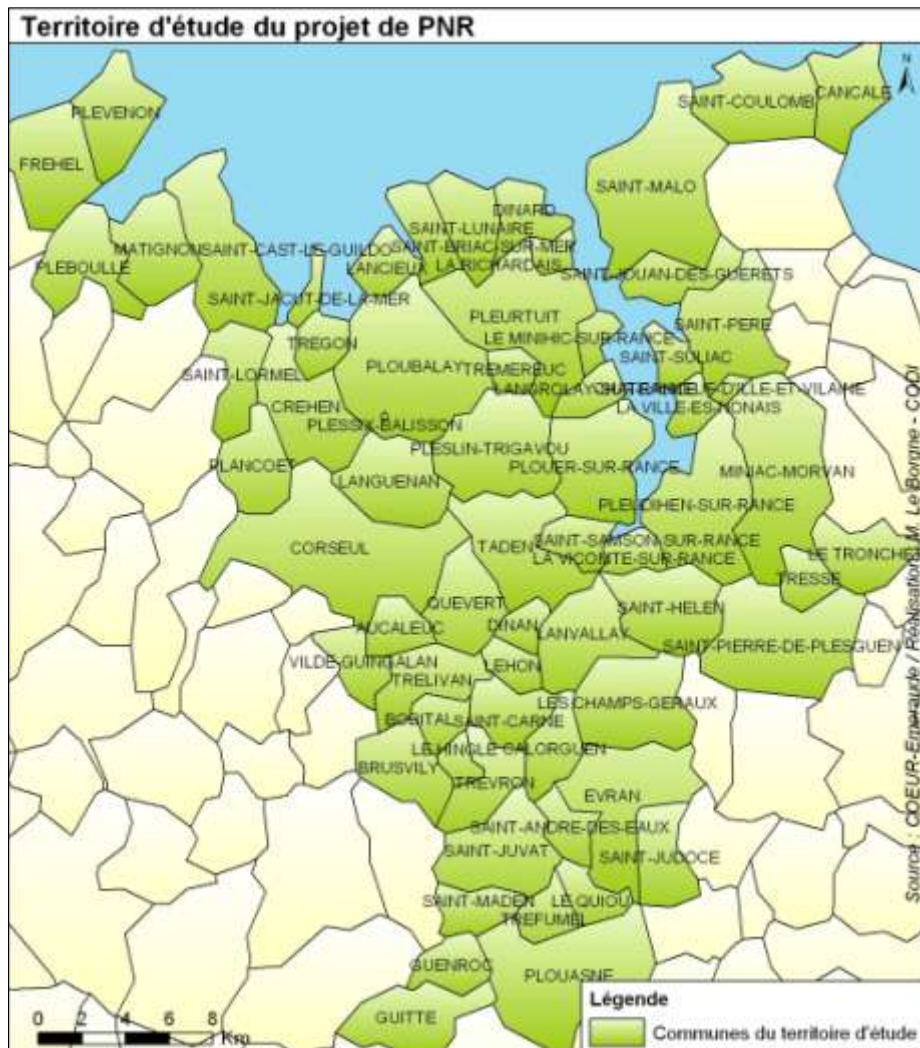 Territoire d'étude du projet de PNR
N
CANCALE
SAINT-COULOMB
PLEVENON
FREHEL
SAINT-MALO
DINARD
SAINT-LUNAIRE
MATIGNON
SAINT-CAST-LE-GUILDO
SAINT-BRIAC-SUR-MER
PLEBOULLE
LANCIEUX
LA RICHARDAIS
SAINT-JOUAN-DES-GUERETS
SAINT-JACUT-DE-LA-MER
PLEURTUIT
SAINT-PERE
LE MINIHIC-SUR-RANCE
TREGON
SAINT-SULIAC
PLOUBALAY
TREMEREUC
SAINT-LORMEL
LANGROLAY-SUR-RANCE
D'ILLE-ET-VILAINE
CREHEN
LA VILLE-ES-NONAIS
PLESSIX-BALISSON
PLESLIN-TRIGAVOU
PLANCOET
PLOUER-SUR-RANCE
MINIAC-MORVAN
LANGUENAN
PLEUDIHEN-SUR-RANCE
CORSEUL
TADEN
SAINT-SAMSON-SUR-RANCE
LE TRONCHET
LA VICOMTE-SUR-RANCE
TRESSE
QUEVERT
SAINT-HELEN
AUCALEUC
DINAN
LANVALLAY
SAINT-PIERRE-DE-PLESGUEN
VILDE-GUINGALAN
LEHON
TRELIVAN
LES CHAMPS-GERAUX
BOBITAL
SAINT-CARNE
LE HINGLE
CALORGUEN
BRUSVILY
TREVRON
EVRAN
SAINT-ANDRE-DES-EAUX
SAINT-JUVAT
SAINT-JUDOCE
SAINT-MADEN
LE QUIOU
TREFUMEL
GUENROC
PLOUASNE
GUITTE
Légende
Communes du territoire d'étude
0 2 4 6 8
Km
Source : COEUR-Emeraude / Réalisation : M. Le Borgne - CODI